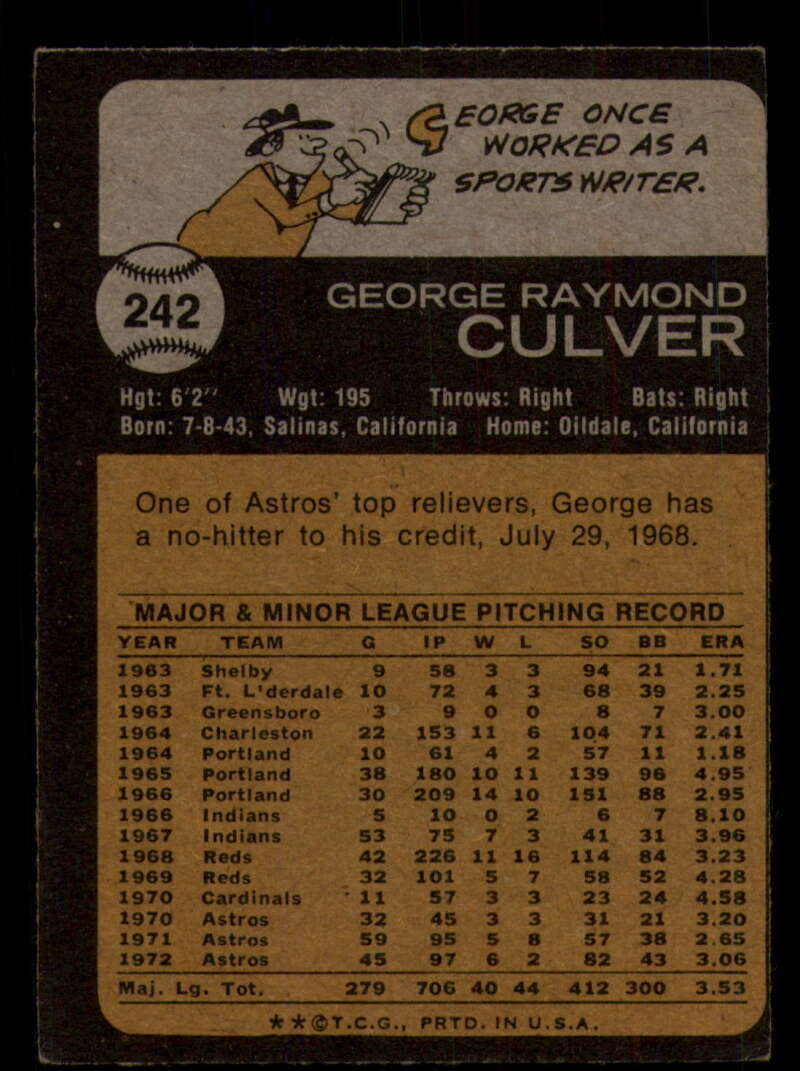 GEORGE ONCE
WORKED AS A
SPORTS WRITER.
242
GEORGE RAYMOND
CULVER
Hgt: 6'2" Wgt: 195 Throws: Right Bats: Right
Born: 7-8-43, Salinas, California Home: Oildale, California
One of Astros' top relievers, George has
a no-hitter to his credit, July 29, 1968.
MAJOR & MINOR LEAGUE PITCHING RECORD
YEAR TEAM G IP W L SO BB ERA
1963 Shelby 9 58 3 3 94 21 1.71
1963 Ft. L'derdale 10 72 4 3 68 39 2.25
1963 Greensboro 3 9 0 0 8 7 3.00
1964 Charleston 22 153 11 6 104 71 2.41
1964 Portland 10 61 4 2 57 11 1.18
1965 Portland 38 180 10 11 139 96 4.95
1966 Portland 30 209 14 10 151 88 2.95
1966 Indians 5 10 0 2 6 7 8.10
1967 Indians 53 75 7 3 41 31 3.96
1968 Reds 42 226 11 16 114 84 3.23
1969 Reds 32 101 5 7 58 52 4.28
1970 Cardinals 11 57 3 3 23 24 4.58
1970 Astros 32 45 3 3 31 21 3.20
1971 Astros 59 95 5 8 57 38 2.65
1972 Astros 45 97 6 2 82 43 3.06
Maj. Lg. Tot. 279 706 40 44 412 300 3.53
**©T.C.G., PRTD. IN U.S.A.